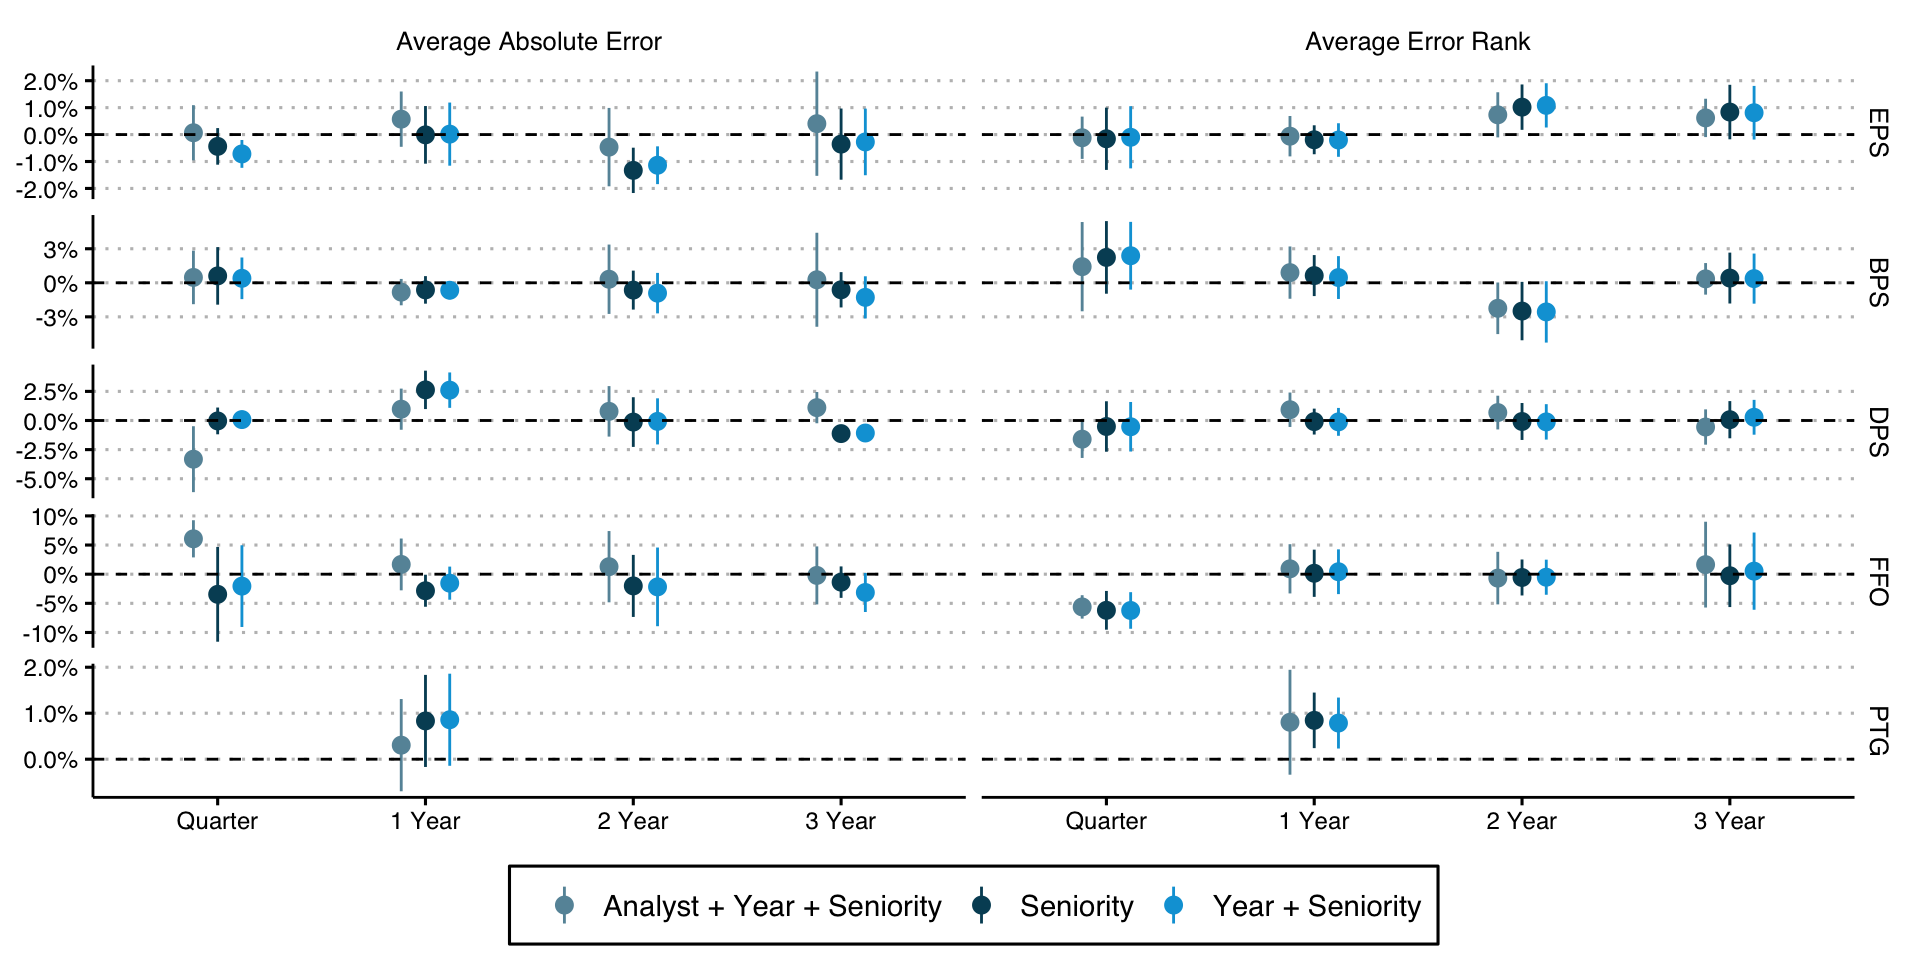 Average Absolute Error
Average Error Rank
2.0%
1.0%
0.0%
-1.0%
-2.0%
EPS
3%
0%
-3%
BPS
2.5%
0.0%
-2.5%
-5.0%
DPS
10%
5%
0%
-5%
-10%
FFO
2.0%
1.0%
0.0%
PTG
Quarter 1 Year 2 Year 3 Year
Quarter 1 Year 2 Year 3 Year
Analyst + Year + Seniority Seniority Year + Seniority